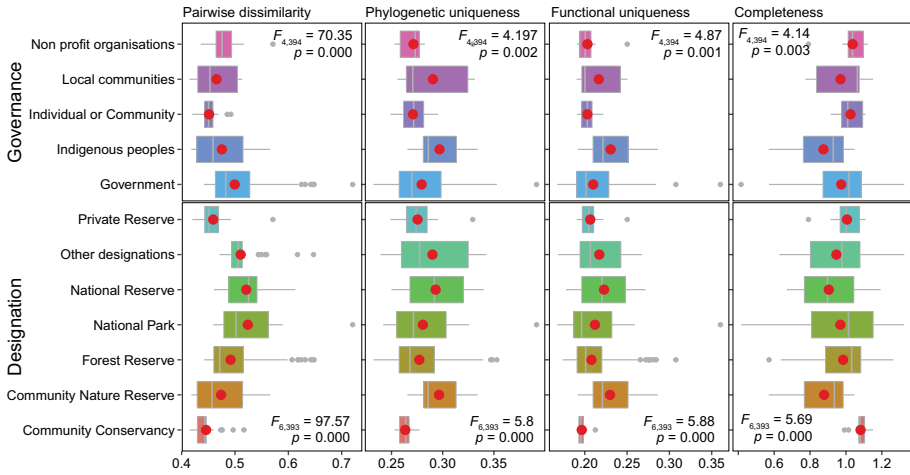 Pairwise dissimilarity
Phylogenetic uniqueness
Functional uniqueness
Completeness
Governance
Non profit organisations
Local communities
Individual or Community
Indigenous peoples
Government
F4,394 = 70.35
p = 0.000
F4,394 = 4.197
p = 0.002
F4,394 = 4.87
p = 0.001
F4,394 = 4.14
p = 0.003
Designation
Private Reserve
Other designations
National Reserve
National Park
Forest Reserve
Community Nature Reserve
Community Conservancy
F6,393 = 97.57
p = 0.000
F6,393 = 5.8
p = 0.000
F6,393 = 5.88
p = 0.000
F6,393 = 5.69
p = 0.000
0.4 0.5 0.6 0.7
0.25 0.30 0.35
0.20 0.25 0.30 0.35
0.6 0.8 1.0 1.2